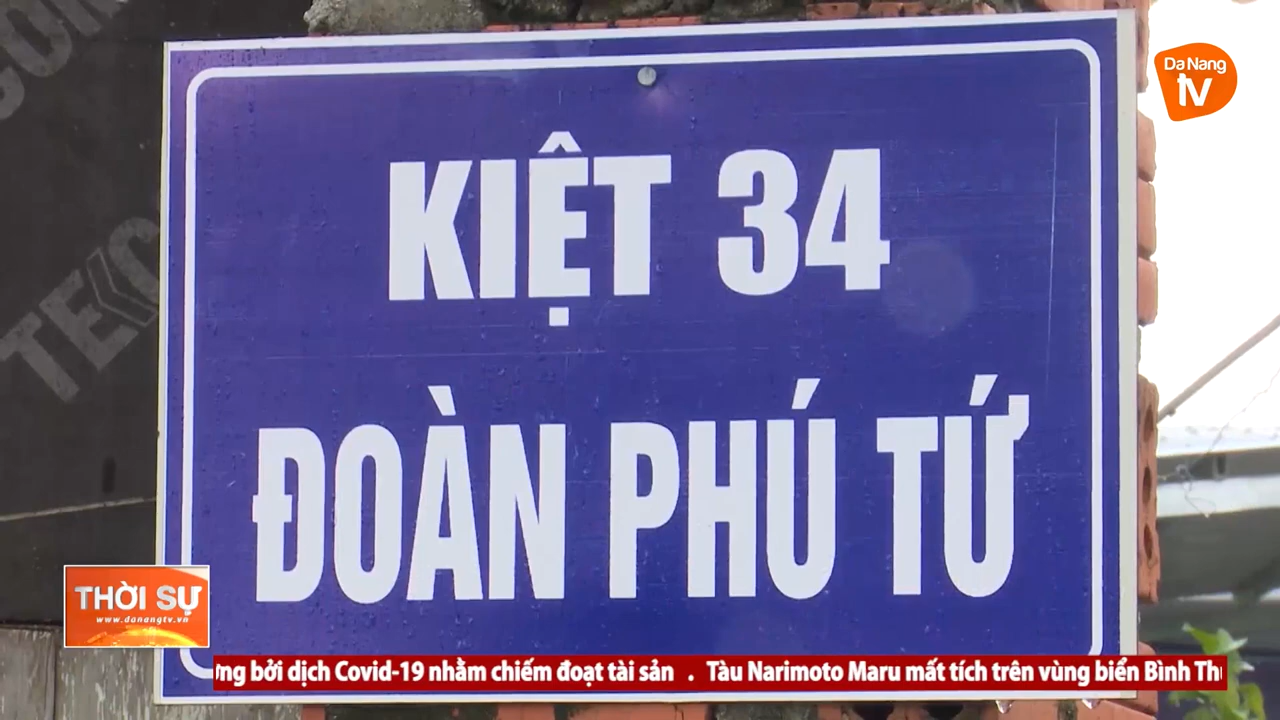 Da Nang
tv
KIỆT 34
ĐOÀN PHÚ TỨ
THỜI SỰ
www.danangtv.vn
bởi dịch Covid-19 nhằm chiếm đoạt tài sản . Tàu Narimoto Maru mất tích trên vùng biển Bình